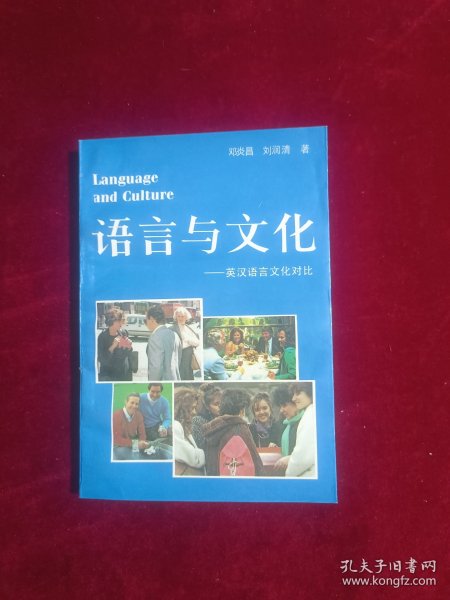 邓炎昌 刘润清 著
Language
and Culture
语言与文化
——英汉语言文化对比
孔夫子旧书网
www.kongfz.com